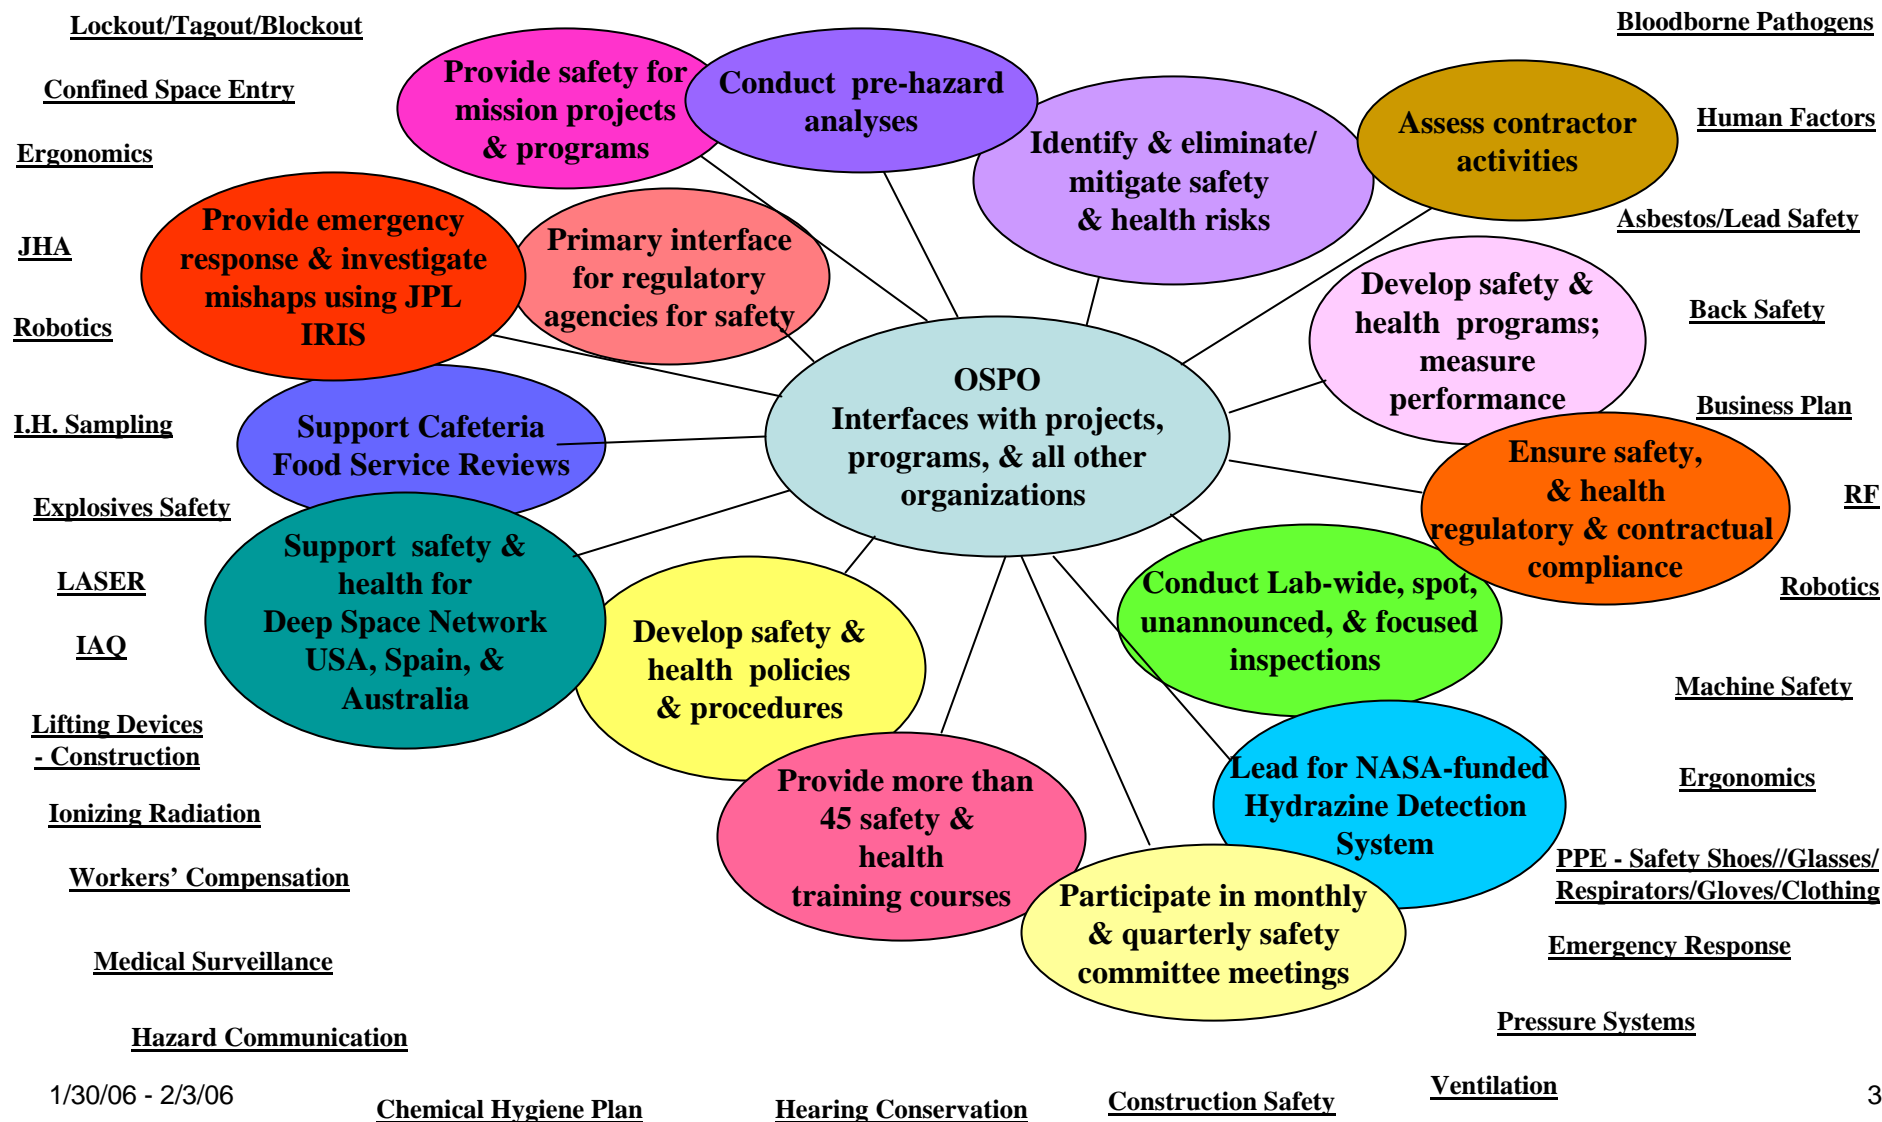 Lockout/Tagout/Blockout
Bloodborne Pathogens
Confined Space Entry
Human Factors
Ergonomics
Asbestos/Lead Safety
JHA
Back Safety
Robotics
Business Plan
I.H. Sampling
RF
Explosives Safety
Robotics
LASER
IAQ
Machine Safety
Lifting Devices
- Construction
Ergonomics
Ionizing Radiation
PPE - Safety Shoes//Glasses/
Respirators/Gloves/Clothing
Workers’ Compensation
Emergency Response
Medical Surveillance
Pressure Systems
Hazard Communication
Ventilation
Chemical Hygiene Plan
Hearing Conservation
Construction Safety
Provide safety for
mission projects
& programs
Conduct pre-hazard
analyses
Identify & eliminate/
mitigate safety
& health risks
Assess contractor
activities
Provide emergency
response & investigate
mishaps using JPL
IRIS
Primary interface
for regulatory
agencies for safety
Develop safety &
health programs;
measure
performance
OSPO
Interfaces with projects,
programs, & all other
organizations
Support Cafeteria
Food Service Reviews
Ensure safety,
& health
regulatory & contractual
compliance
Support safety &
health for
Deep Space Network
USA, Spain, &
Australia
Develop safety &
health policies
& procedures
Conduct Lab-wide, spot,
unannounced, & focused
inspections
Provide more than
45 safety &
health
training courses
Lead for NASA-funded
Hydrazine Detection
System
Participate in monthly
& quarterly safety
committee meetings
1/30/06 - 2/3/06
3